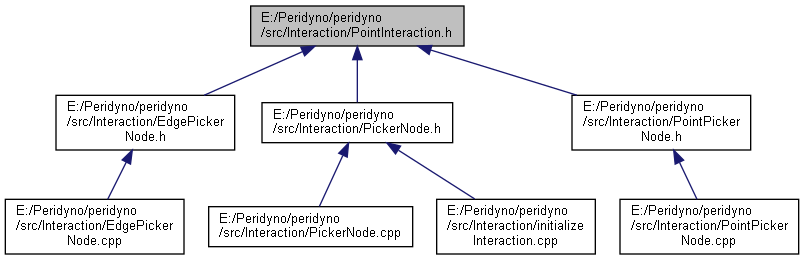 E:/Peridyno/peridyno
/src/Interaction/PointInteraction.h
E:/Peridyno/peridyno
/src/Interaction/EdgePicker
Node.h
E:/Peridyno/peridyno
/src/Interaction/PickerNode.h
E:/Peridyno/peridyno
/src/Interaction/PointPicker
Node.h
E:/Peridyno/peridyno
/src/Interaction/EdgePicker
Node.cpp
E:/Peridyno/peridyno
/src/Interaction/PickerNode.cpp
E:/Peridyno/peridyno
/src/Interaction/initialize
Interaction.cpp
E:/Peridyno/peridyno
/src/Interaction/PointPicker
Node.cpp